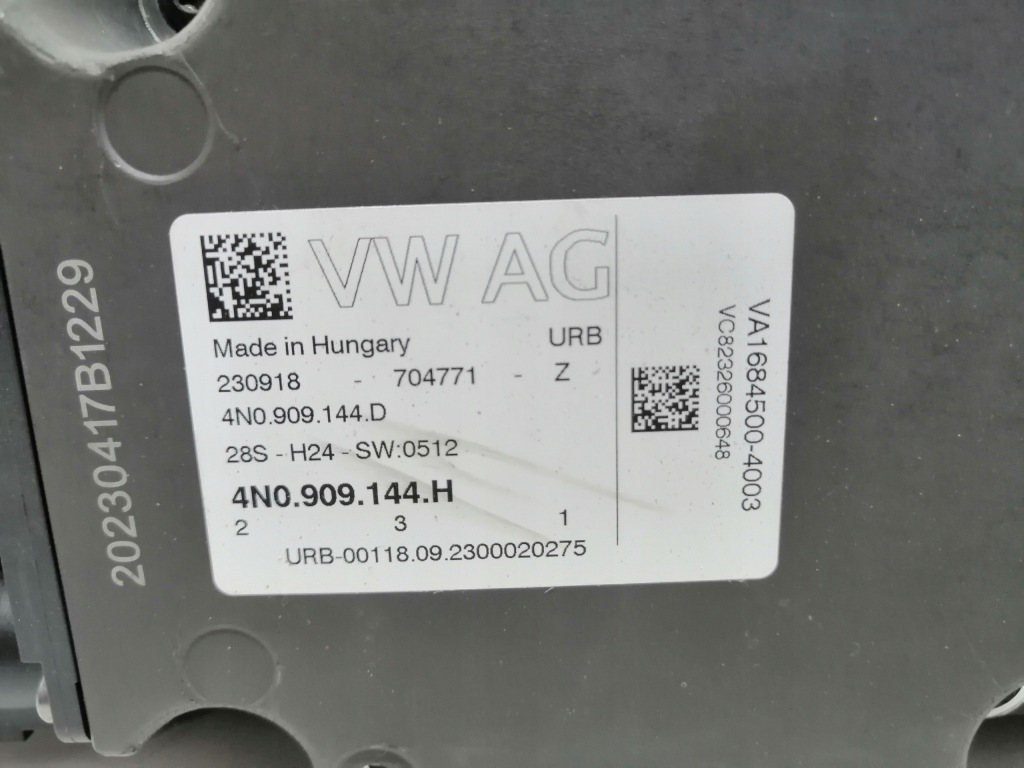 20230417B1229
VW AG
Made in Hungary URB
230918 - 704771 - Z
4N0.909.144.D
28S - H24 - SW:0512
4N0.909.144.H
2 3 1
URB-00118.09.2300020275
VA1684500-4003
VC823260000648